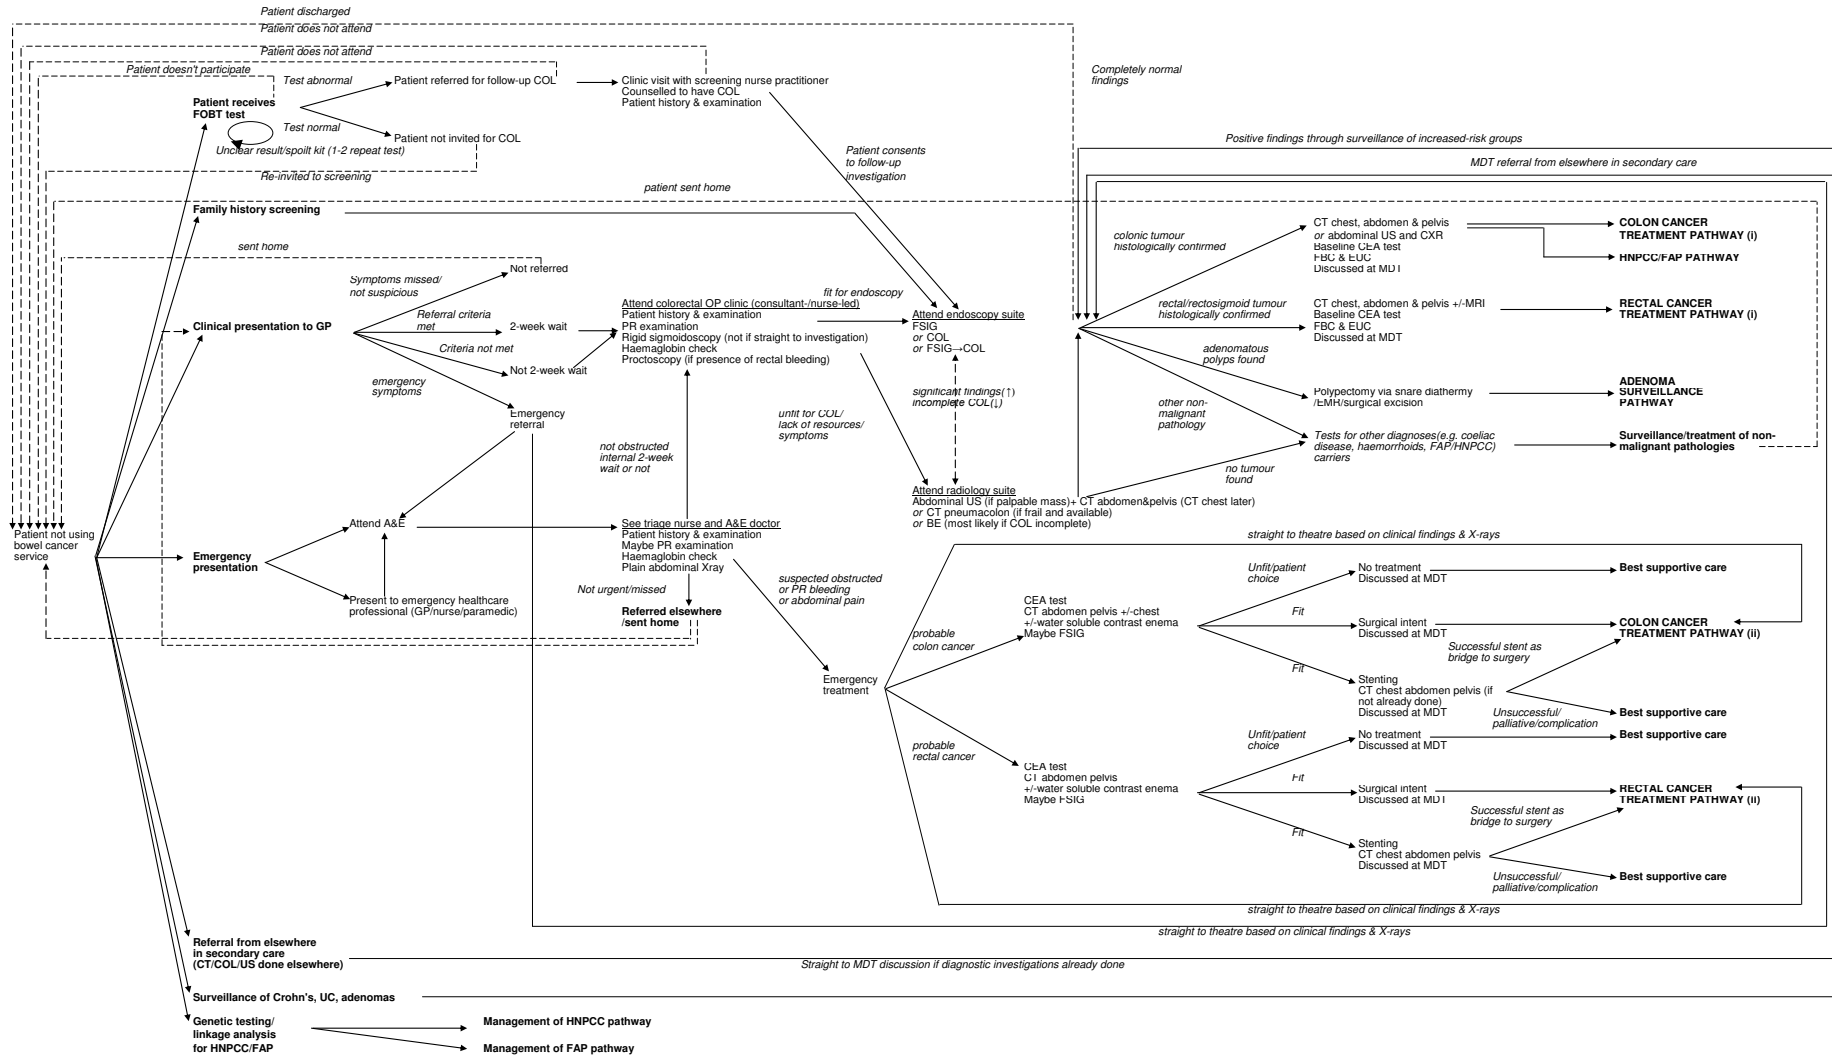 Patient discharged
Patient does not attend
Patient does not attend
Patient doesn't participate
Test abnormal
Patient referred for follow-up COL
Clinic visit with screening nurse practitioner
Counselled to have COL
Patient history & examination
Completely normal
findings
Patient receives
FOBT test
Test normal
Patient not invited for COL
Unclear result/spoilt kit (1-2 repeat test)
Re-invited to screening
Patient consents
to follow-up
investigation
Positive findings through surveillance of increased-risk groups
MDT referral from elsewhere in secondary care
patient sent home
Family history screening
sent home
Not referred
Symptoms missed/
not suspicious
Referral criteria
met
Clinical presentation to GP
2-week wait
Criteria not met
Not 2-week wait
emergency
symptoms
Emergency
referral
Attend colorectal OP clinic (consultant-/nurse-led)
Patient history & examination
PR examination
Rigid sigmoidoscopy (not if straight to investigation)
Haemaglobin check
Proctoscopy (if presence of rectal bleeding)
fit for endoscopy
Attend endoscopy suite
FSIG
or COL
or FSIG→COL
significant findings(↑)
incomplete COL(↓)
unfit for COL/
lack of resources/
symptoms
not obstructed
internal 2-week
wait or not
Attend radiology suite
Abdominal US (if palpable mass)+ CT abdomen&pelvis (CT chest later)
or CT pneumacolon (if frail and available)
or BE (most likely if COL incomplete)
colonic tumour
histologically confirmed
CT chest, abdomen & pelvis
or abdominal US and CXR
Baseline CEA test
FBC & EUC
Discussed at MDT
COLON CANCER
TREATMENT PATHWAY (i)
HNPCC/FAP PATHWAY
rectal/rectosigmoid tumour
histologically confirmed
CT chest, abdomen & pelvis +/-MRI
Baseline CEA test
FBC & EUC
Discussed at MDT
RECTAL CANCER
TREATMENT PATHWAY (i)
adenomatous
polyps found
Polypectomy via snare diathermy
/EMR/surgical excision
ADENOMA
SURVEILLANCE
PATHWAY
other non-
malignant
pathology
Tests for other diagnoses(e.g. coeliac
disease, haemorrhoids, FAP/HNPCC)
carriers
Surveillance/treatment of non-
malignant pathologies
no tumour
found
Patient not using
bowel cancer
service
Attend A&E
Emergency
presentation
Present to emergency healthcare
professional (GP/nurse/paramedic)
See triage nurse and A&E doctor
Patient history & examination
Maybe PR examination
Haemaglobin check
Plain abdominal Xray
Not urgent/missed
Referred elsewhere
/sent home
suspected obstructed
or PR bleeding
or abdominal pain
Emergency
treatment
straight to theatre based on clinical findings & X-rays
probable
colon cancer
CEA test
CT abdomen pelvis +/-chest
+/-water soluble contrast enema
Maybe FSIG
Unfit/patient
choice
No treatment
Discussed at MDT
Best supportive care
Fit
Surgical intent
Discussed at MDT
COLON CANCER
TREATMENT PATHWAY (ii)
Successful stent as
bridge to surgery
Fit
Stenting
CT chest abdomen pelvis (if
not already done)
Discussed at MDT
Unsuccessful/
palliative/complication
Best supportive care
probable
rectal cancer
CEA test
CT abdomen pelvis
+/-water soluble contrast enema
Maybe FSIG
Unfit/patient
choice
No treatment
Discussed at MDT
Best supportive care
Fit
Surgical intent
Discussed at MDT
RECTAL CANCER
TREATMENT PATHWAY (ii)
Successful stent as
bridge to surgery
Fit
Stenting
CT chest abdomen pelvis
Discussed at MDT
Unsuccessful/
palliative/complication
Best supportive care
straight to theatre based on clinical findings & X-rays
straight to theatre based on clinical findings & X-rays
Referral from elsewhere
in secondary care
(CT/COL/US done elsewhere)
Straight to MDT discussion if diagnostic investigations already done
Surveillance of Crohn's, UC, adenomas
Genetic testing/
linkage analysis
for HNPCC/FAP
Management of HNPCC pathway
Management of FAP pathway